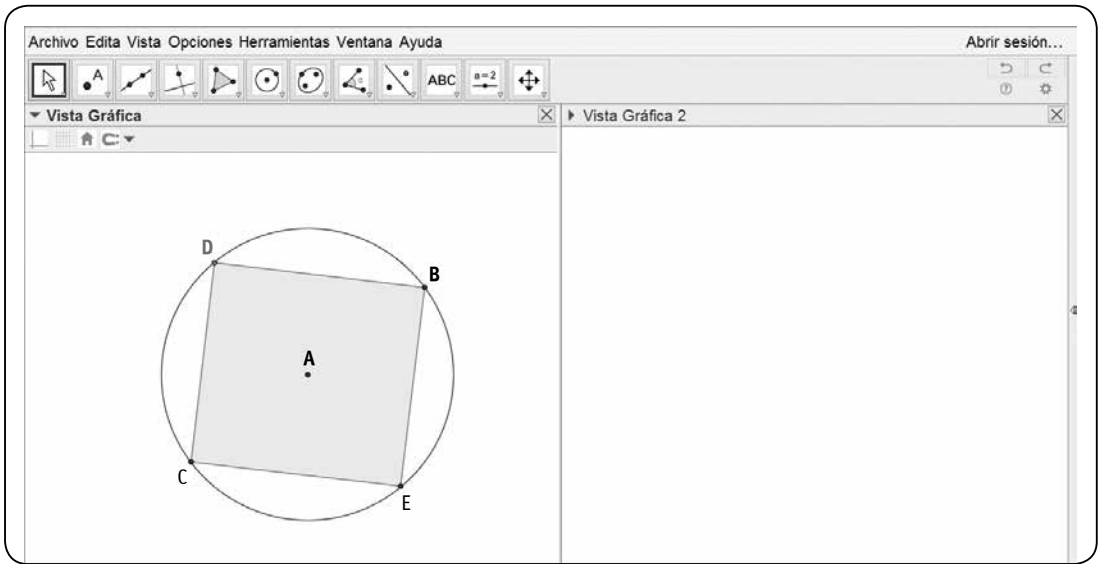 Archivo Edita Vista Opciones Herramientas Ventana Ayuda
Abrir sesión...
A
ABC
a=2
Vista Gráfica
Vista Gráfica 2
D
B
A
C
E